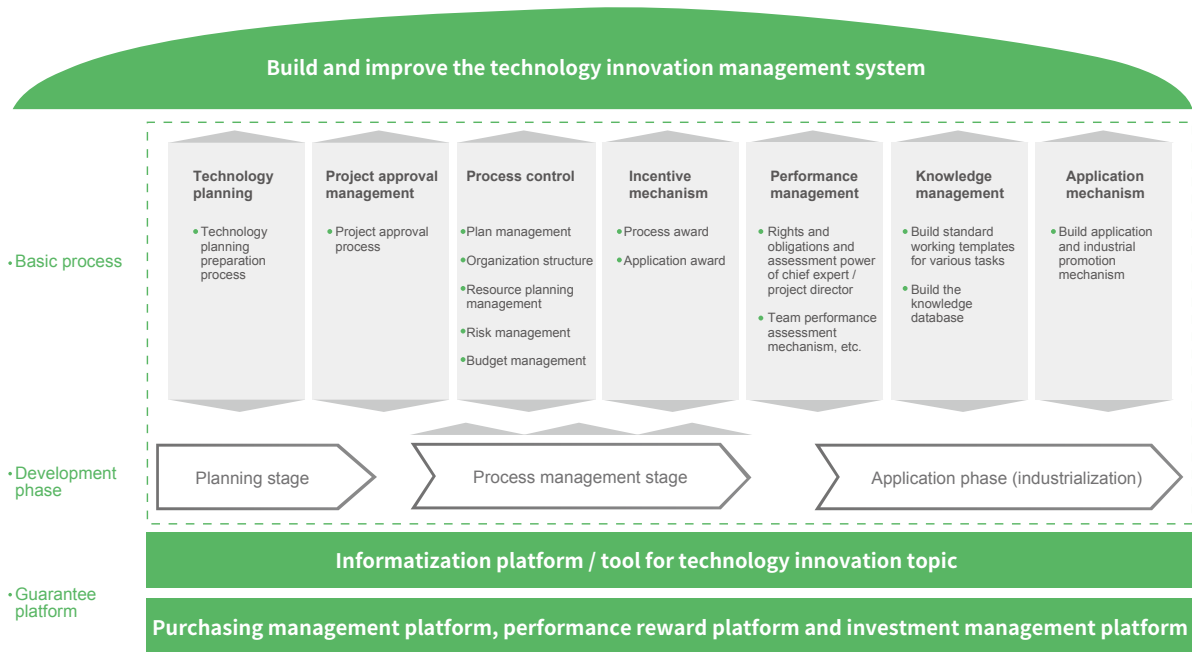 Build and improve the technology innovation management system
• Basic process
Technology
planning
• Technology
planning
preparation
process
Project approval
management
• Project approval
process
Process control
• Plan management
• Organization structure
• Resource planning
management
• Risk management
• Budget management
Incentive
mechanism
• Process award
• Application award
Performance
management
• Rights and
obligations and
assessment power
of chief expert /
project director
• Team performance
assessment
mechanism, etc.
Knowledge
management
• Build standard
working templates
for various tasks
• Build the
knowledge
database
Application
mechanism
• Build application
and industrial
promotion
mechanism
• Development
phase
Planning stage
Process management stage
Application phase (industrialization)
• Guarantee
platform
Informatization platform / tool for technology innovation topic
Purchasing management platform, performance reward platform and investment management platform